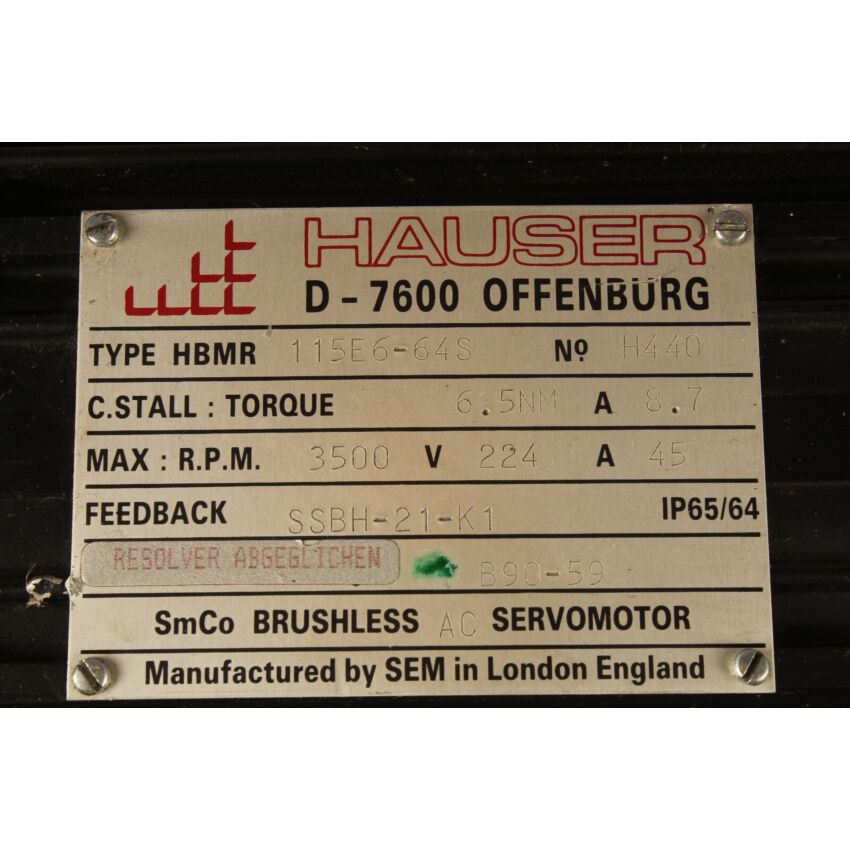 HAUSER
D - 7600 OFFENBURG
TYPE HBMR 115E6-64S Nº H440
C.STALL : TORQUE 6.5NM A 8.7
MAX : R.P.M. 3500 V 224 A 45
FEEDBACK SSBH-21-K1 IP65/64
RESOLVER ABGEGLICHEN B90-59
SmCo BRUSHLESS AC SERVOMOTOR
Manufactured by SEM in London England